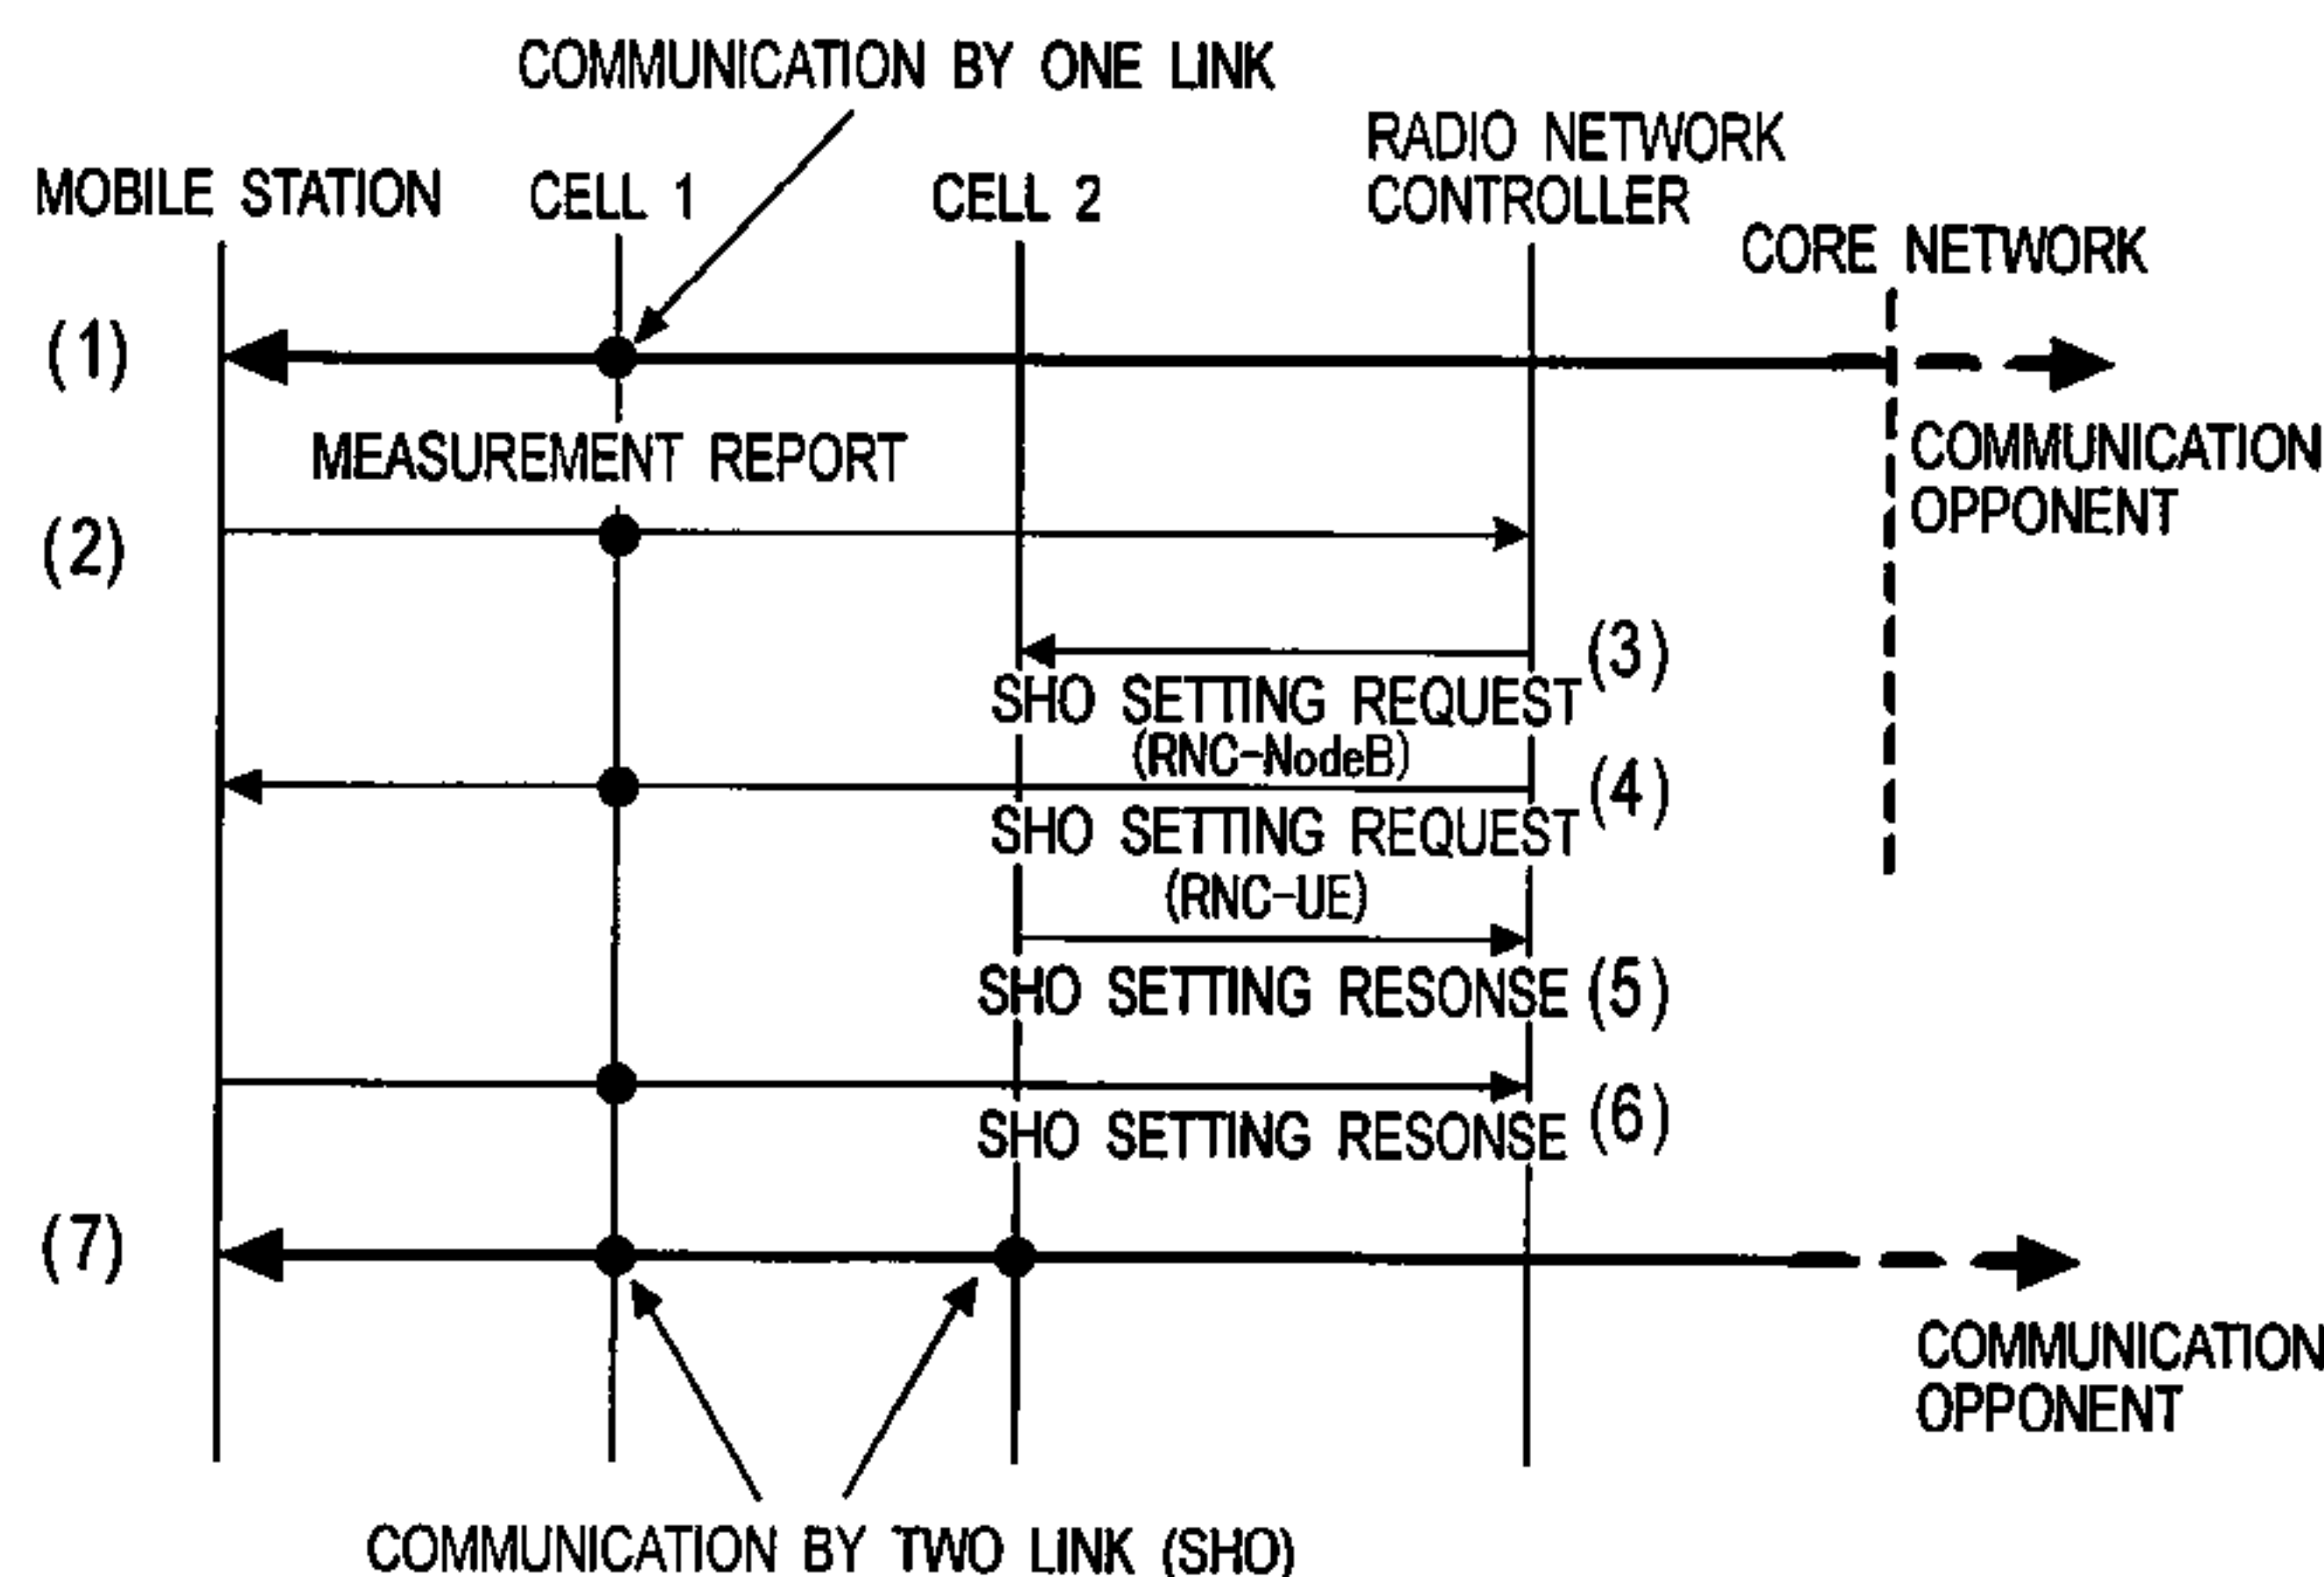 COMMUNICATION BY ONE LINK
RADIO NETWORK
CONTROLLER
MOBILE STATION
CELL 1
CELL 2
CORE NETWORK
(1)
COMMUNICATION
OPPONENT
MEASUREMENT REPORT
(2)
(3)
SHO SETTING REQUEST
(RNC-NodeB)
(4)
SHO SETTING REQUEST
(RNC-UE)
SHO SETTING RESONSE (5)
SHO SETTING RESONSE (6)
(7)
COMMUNICATION
OPPONENT
COMMUNICATION BY TWO LINK (SHO)